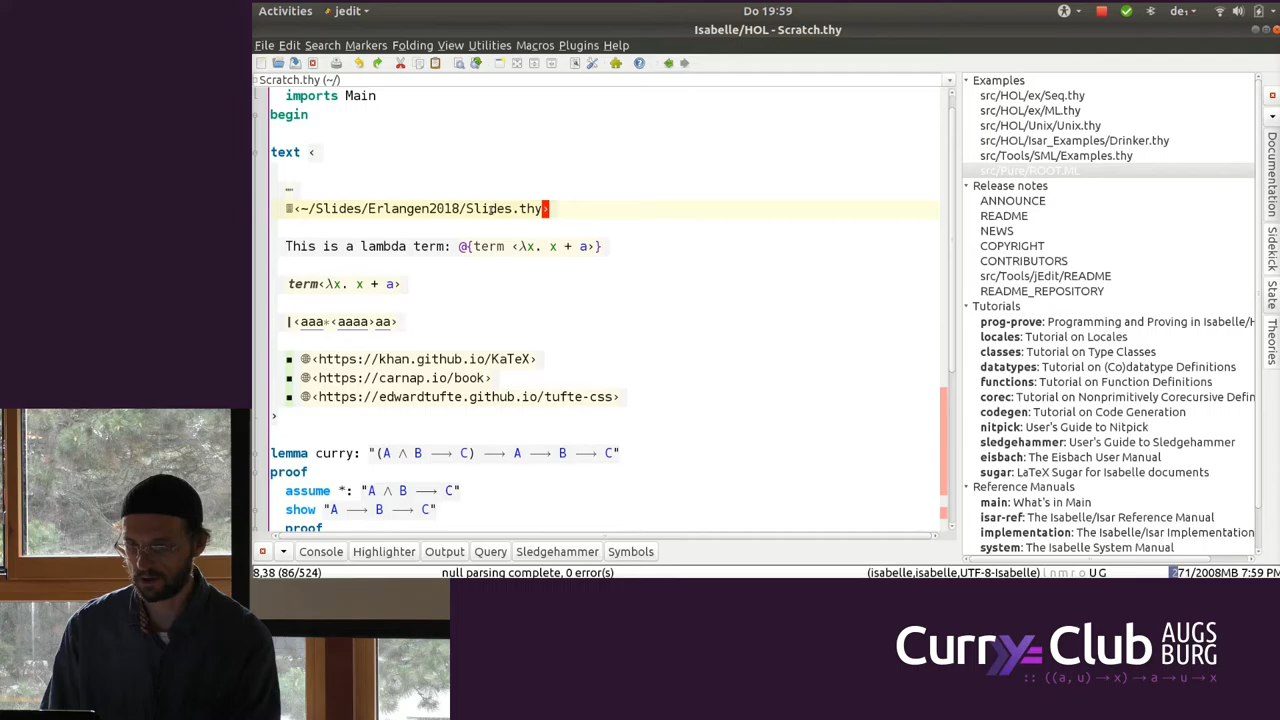 Activities
jedit
Do 19:59
de₁
Isabelle/HOL - Scratch.thy
File Edit Search Markers Folding View Utilities Macros Plugins Help
Scratch.thy (~/)
imports Main
begin
text ‹
‹~/Slides/Erlangen2018/Slides.thy›
This is a lambda term: @{term ‹λx. x + a›}
term‹λx. x + a›
‹aaa*‹aaaa›aa›
‹https://khan.github.io/KaTeX›
‹https://carnap.io/book›
‹https://edwardtufte.github.io/tufte-css›
›
lemma curry: "(A ∧ B ⟶ C) ⟶ A ⟶ B ⟶ C"
proof
assume *: "A ∧ B ⟶ C"
show "A ⟶ B ⟶ C"
proof
Examples
src/HOL/ex/Seq.thy
src/HOL/ex/ML.thy
src/HOL/Unix/Unix.thy
src/HOL/Isar_Examples/Drinker.thy
src/Tools/SML/Examples.thy
src/Pure/ROOT.ML
Release notes
ANNOUNCE
README
NEWS
COPYRIGHT
CONTRIBUTORS
src/Tools/jEdit/README
README_REPOSITORY
Tutorials
prog-prove: Programming and Proving in Isabelle/H
locales: Tutorial on Locales
classes: Tutorial on Type Classes
datatypes: Tutorial on (Co)datatype Definitions
functions: Tutorial on Function Definitions
corec: Tutorial on Nonprimitively Corecursive Defin
codegen: Tutorial on Code Generation
nitpick: User's Guide to Nitpick
sledgehammer: User's Guide to Sledgehammer
eisbach: The Eisbach User Manual
sugar: LaTeX Sugar for Isabelle documents
Reference Manuals
main: What's in Main
isar-ref: The Isabelle/Isar Reference Manual
implementation: The Isabelle/Isar Implementation
system: The Isabelle System Manual
Documentation
Sidekick
State
Theories
Console Highlighter Output Query Sledgehammer Symbols
8,38 (86/524)
null parsing complete, 0 error(s)
(isabelle,isabelle,UTF-8-Isabelle)
l n m r o U G
271/2008MB 7:59 PM
Curry Club AUGS
BURG
:: ((a, u) → x) → a → u → x